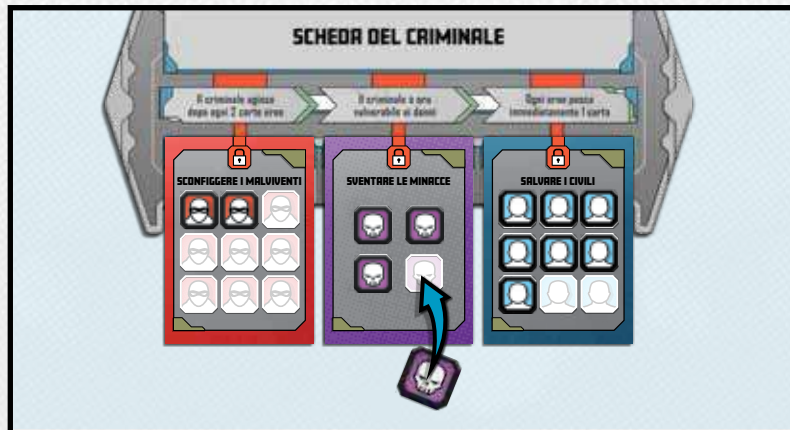 SCHEDA DEL CRIMINALE
Il criminale agisce
dopo ogni 2 carte eroe
Il criminale è ora
vulnerabile ai danni
Ogni eroe pesca
immediatamente 1 carta
SCONFIGGERE I MALVIVENTI
SVENTARE LE MINACCE
SALVARE I CIVILI